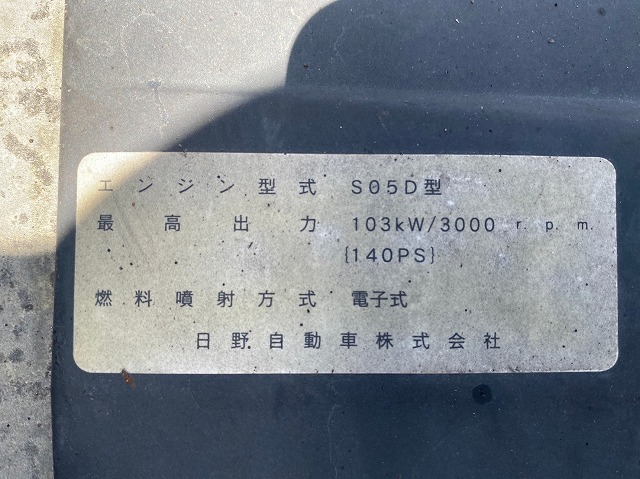 エンジン型式 S05D型
最高出力 103kW/3000 r.p.m.
{140PS}
燃料噴射方式 電子式
日野自動車株式会社